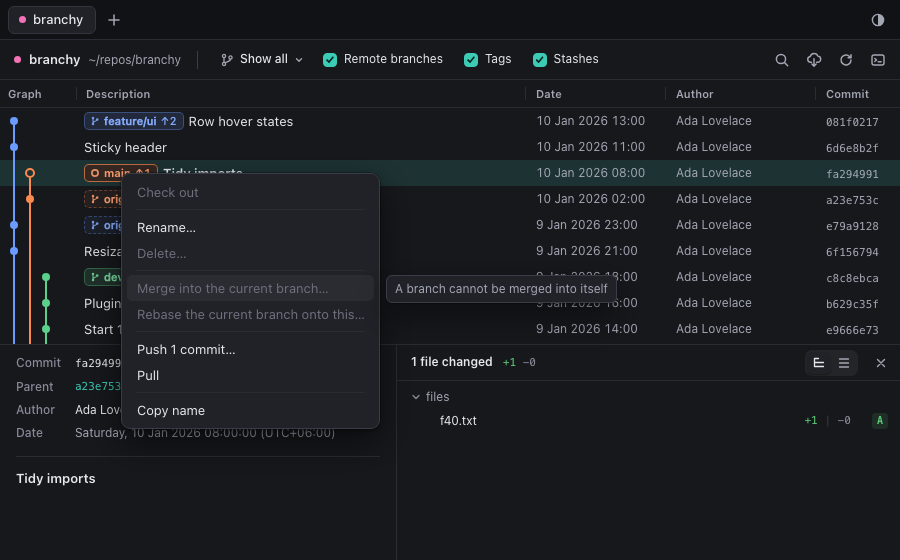 branchy
branchy ~/repos/branchy Show all Remote branches Tags Stashes
Graph Description Date Author Commit
feature/ui ↑2 Row hover states 10 Jan 2026 13:00 Ada Lovelace 081f0217
Sticky header 10 Jan 2026 11:00 Ada Lovelace 6d6e8b2f
main ↑1 Tidy imports 10 Jan 2026 08:00 Ada Lovelace fa294991
10 Jan 2026 02:00 Ada Lovelace a23e753c
9 Jan 2026 23:00 Ada Lovelace e79a9128
9 Jan 2026 21:00 Ada Lovelace 6f156794
Ada Lovelace c8c8ebca
Plugin Ada Lovelace b629c35f
Start 9 Jan 2026 14:00 Ada Lovelace e9666e73
Check out
Rename...
Delete...
Merge into the current branch...
Rebase the current branch onto this...
Push 1 commit...
Pull
Copy name
A branch cannot be merged into itself
Commit
Parent
Author Ada
Date Saturday, 10 Jan 2026 08:00:00 (UTC+06:00)
Tidy imports
1 file changed +1 −0
files
f40.txt +1 −0 A